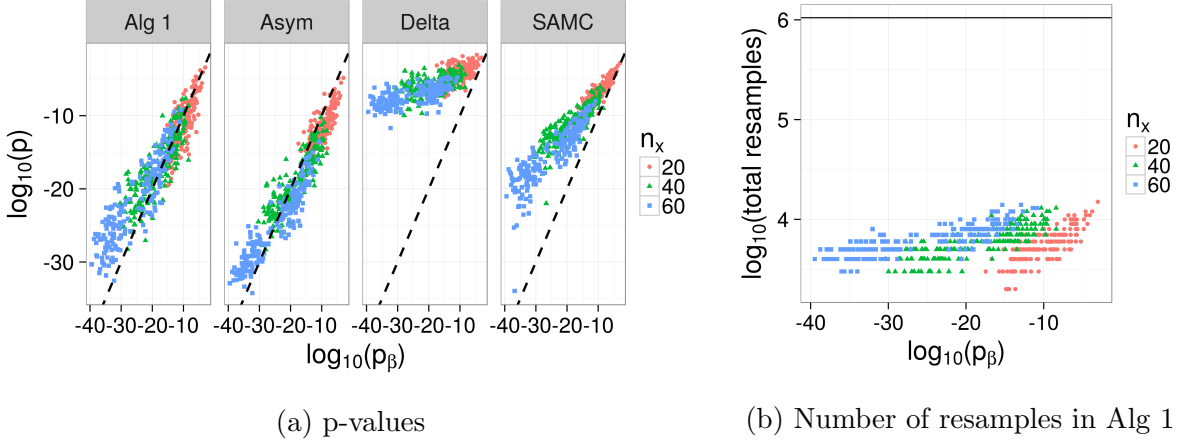 Alg 1 Asym Delta SAMC
log10(p)
-10
-20
-30
-40 -30 -20 -10 -40 -30 -20 -10 -40 -30 -20 -10 -40 -30 -20 -10
log10(pβ)
nx
20
40
60
(a) p-values
log10(total resamples)
6
5
4
-40 -30 -20 -10
log10(pβ)
nx
20
40
60
(b) Number of resamples in Alg 1